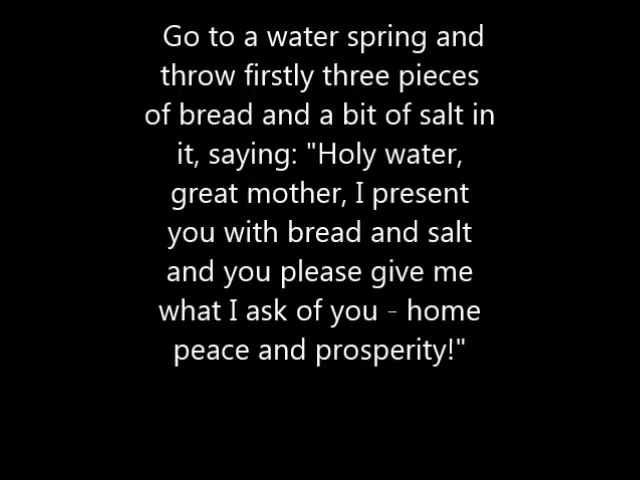 Go to a water spring and
throw firstly three pieces
of bread and a bit of salt in
it, saying: "Holy water,
great mother, I present
you with bread and salt
and you please give me
what I ask of you - home
peace and prosperity!"